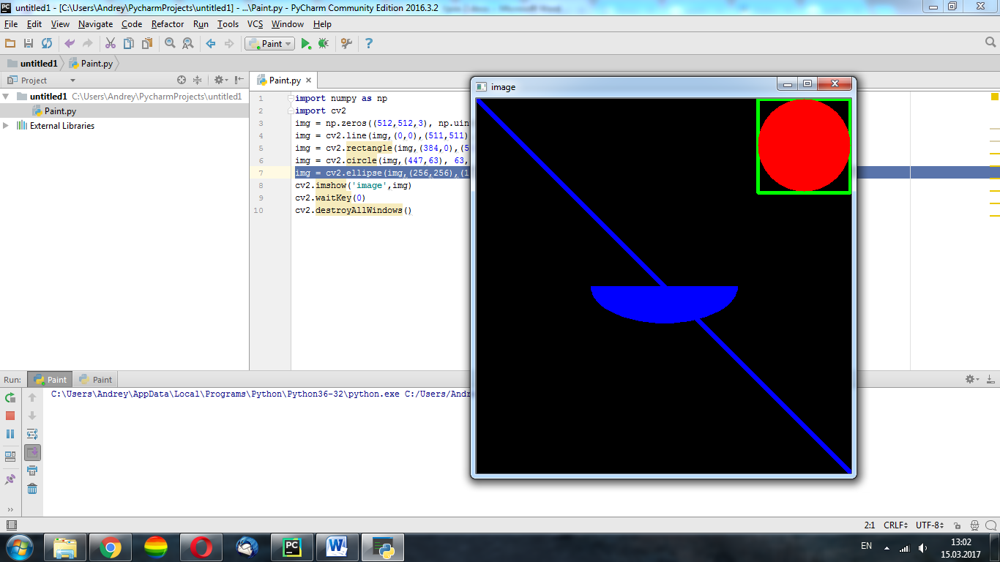 untitled1 - [C:\Users\Andrey\PycharmProjects\untitled1] - ...\Paint.py - PyCharm Community Edition 2016.3.2
File Edit View Navigate Code Refactor Run Tools VCS Window Help
Paint
untitled1 Paint.py
Project
Paint.py
untitled1 C:\Users\Andrey\PycharmProjects\untitled1
Paint.py
External Libraries
1 import numpy as np
2 import cv2
3 img = np.zeros((512,512,3), np.uin
4 img = cv2.line(img,(0,0),(511,511)
5 img = cv2.rectangle(img,(384,0),(5
6 img = cv2.circle(img,(447,63), 63,
7 img = cv2.ellipse(img,(256,256),(1
8 cv2.imshow('image',img)
9 cv2.waitKey(0)
10 cv2.destroyAllWindows()
image
Run: Paint Paint
C:\Users\Andrey\AppData\Local\Programs\Python\Python36-32\python.exe C:/Users/Andr
2:1 CRLF UTF-8
EN
13:02
15.03.2017